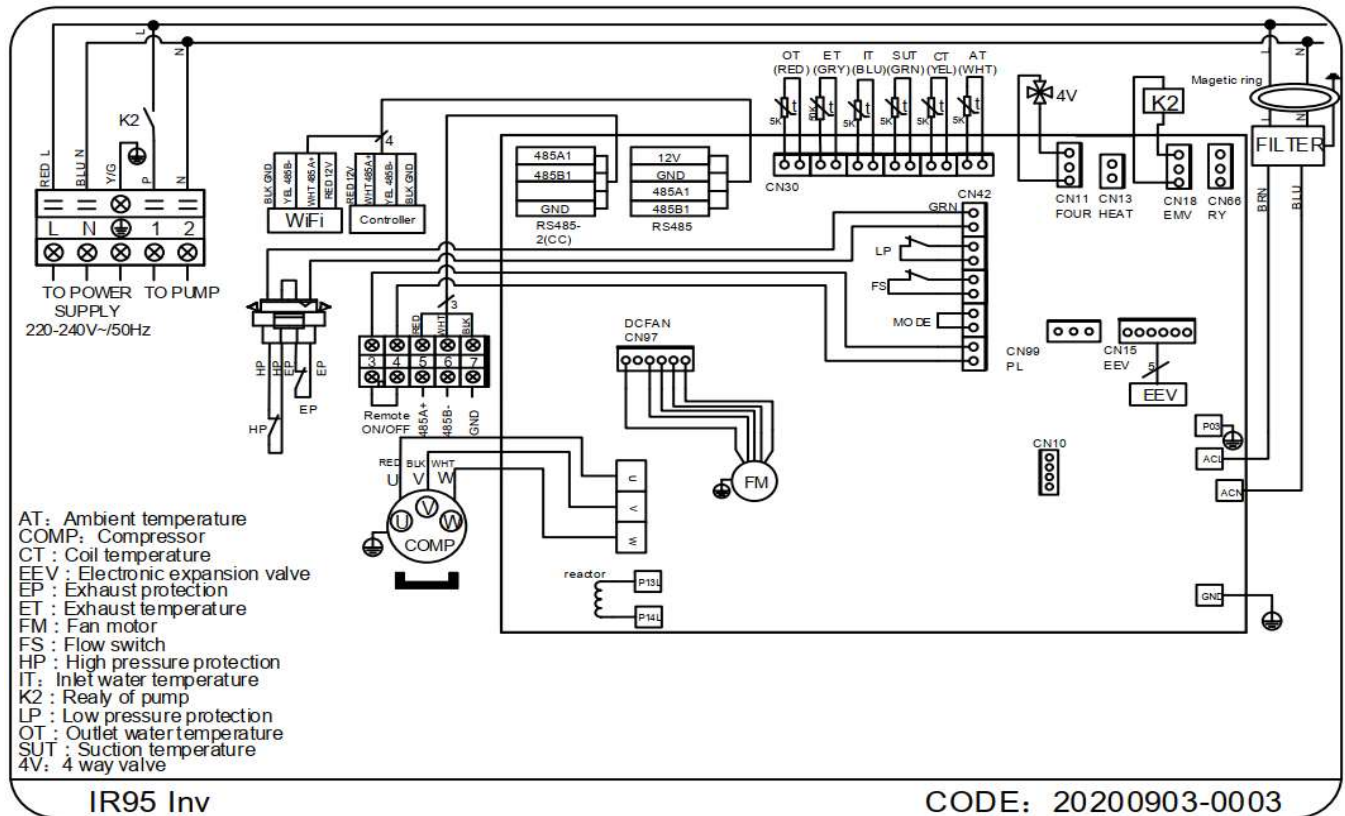 L
N
L
N
K2
RED L
BLU N
Y/G
P
N
L N 1 2
TO POWER SUPPLY
220-240V~/50Hz
TO PUMP
4
BLK GND
YEL 485B-
WHT 485A+
RED 12V
WiFi
RED 12V
WHT 485A+
YEL 485B-
BLK GND
Controller
485A1
485B1
GND
RS485-
2(CC)
12V
GND
485A1
485B1
RS485
OT ET IT SUT CT AT
(RED) (GRY) (BLU) (GRN) (YEL) (WHT)
t t t t t t
5K 50K 5K 5K 5K 5K
CN30
4V
K2
CN11
FOUR
CN13
HEAT
CN18
EMV
CN66
RY
Magetic ring
L N
FILTER
BRN
BLU
CN42
GRN
LP
FS
MODE
HP
HP
EP
EP
HP
EP
3
RED
WHT
BLK
3 4 5 6 7
Remote
ON/OFF
485A+
485B-
GND
DCFAN
CN97
FM
CN99
PL
CN15
EEV
5
EEV
CN10
P03
ACL
ACN
GND
RED BLK WHT
U V W
U V W
COMP
U
V
W
reactor
P13L
P14L
AT: Ambient temperature
COMP: Compressor
CT : Coil temperature
EEV : Electronic expansion valve
EP : Exhaust protection
ET : Exhaust temperature
FM : Fan motor
FS : Flow switch
HP : High pressure protection
IT: Inlet water temperature
K2 : Realy of pump
LP : Low pressure protection
OT : Outlet water temperature
SUT : Suction temperature
4V: 4 way valve
IR95 Inv
CODE: 20200903-0003